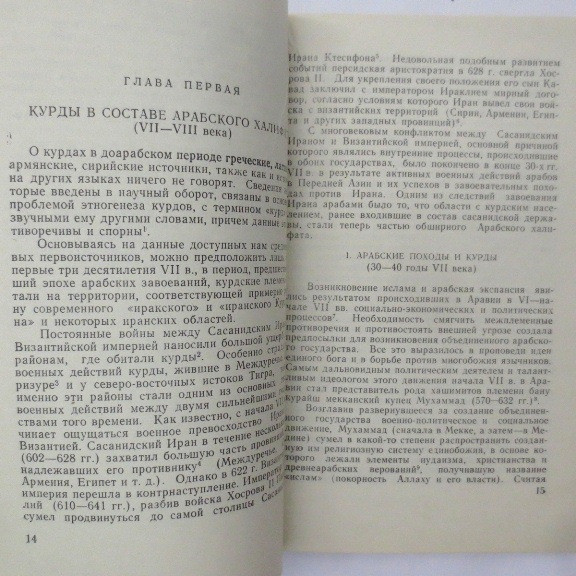 ГЛАВА ПЕРВАЯ
КУРДЫ В СОСТАВЕ АРАБСКОГО
(VII—VIII века)
О курдах в доарабском периоде греческие,
армянские, сирийские источники, также как и
на других языках ничего не говорят. Сведения
торые введены в научный оборот, связаны в
проблемой этногенеза курдов, с термином
звучными ему другими словами, причем данные
тиворечивы и спорны¹.
Основываясь на данные доступных нам
первоисточников, можно предположить
первые три десятилетия VII в., в период,
ший эпохе арабских завоеваний, курдские
тали на территории, соответствующей
ну современного «иракского» и «иранского
на» и некоторых иранских областей.
Постоянные войны между Сасанидским
Византийской империей наносили большой
районам, где обитали курды². Особенно
военных действий курды, жившие в
ризуре³ и у северо-восточных истоков Тигра,
именно эти районы стали одним из основных
военных действий между двумя сильнейшими
ствами того времени. Как известно, с начала
чинает ощущаться военное превосходство
Византией. Сасанидский Иран в течение
(602—628 гг.) захватил большую часть
надлежавших его противнику⁴ (Междуречье,
Армения, Египет и т. д.). Однако в 622 г.
империя перешла в контрнаступление.
лий (610—641 гг.), разбив войска Хосрова II
сумел продвинуться до самой столицы
14
Ирана Ктесифона⁵. Недовольная подобным развитием
событий персидская аристократия в 628 г. свергла Хос-
рова II. Для укрепления своего положения его сын Ка-
вад заключил с императором Ираклием мирный дого-
вор, согласно условиям которого Иран вывел свои вой-
ска с византийских территорий (Сирии, Армении, Егип-
та и других западных провинций)⁶.
С многовековым конфликтом между Сасанидским
Ираном и Византийской империей, основной причиной
которого являлись внутренние процессы, происходившие
в обоих государствах, было покончено в конце 30-х гг.
VII в. в результате активных военных действий арабов
в Передней Азии и их успехов в завоевательных похо-
дах против Ирана. Одним из следствий завоевания
Ирана арабами было то, что области с курдским насе-
лением, ранее входившие в состав сасанидской держа-
вы, стали теперь частью обширного Арабского хали-
фата.
1. АРАБСКИЕ ПОХОДЫ И КУРДЫ
(30—40 годы VII века)
Возникновение ислама и арабская экспансия яви-
лись результатом происходивших в Аравии в VI—на-
чале VII вв. социально-экономических и политических
процессов⁷. Необходимость смягчить межплеменные
противоречия и противостоять внешней угрозе создала
предпосылки для возникновения объединенного арабско-
го государства. Все это выразилось в проповеди идеи
единого бога и в борьбе против многобожия язычников.
Самым дальновидным политическим деятелем и талант-
ливым идеологом этого движения начала VII в. в Ара-
вии стал представитель рода хашимитов племени бану
курайш мекканский купец Мухаммад (570—632 гг.)⁸.
Возглавив развернувшееся за создание объединен-
ного государства военно-политическое и социальное
движение, Мухаммад (сначала в Мекке, а затем—в Ме-
дине) сумел в какой-то степени распространить создан-
ную им религиозную систему единобожия, в основе ко-
торого лежали элементы иудаизма, христианства и
древнеарабских верований⁹, получившую название
«ислам» (покорность Аллаху и его власти). Считая
15